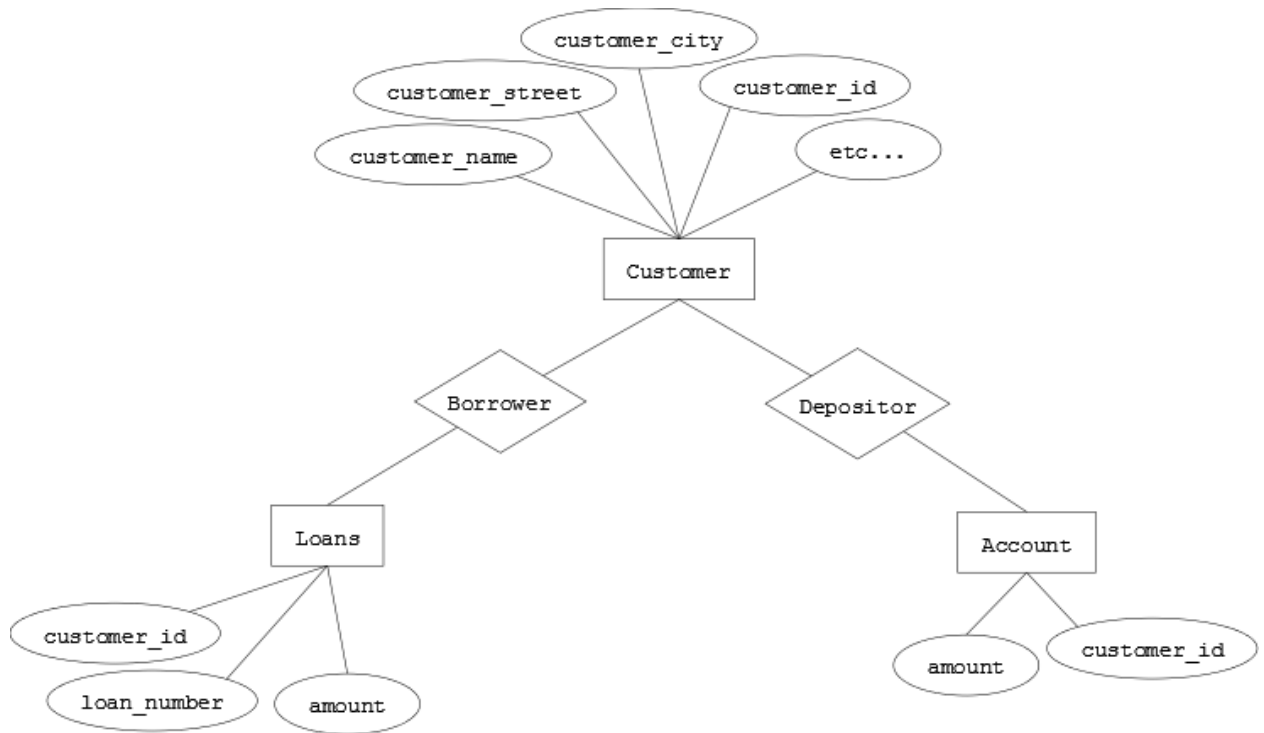 customer_city
customer_street
customer_id
customer_name
etc...
Customer
Borrower
Depositor
Loans
Account
customer_id
customer_id
amount
loan_number
amount